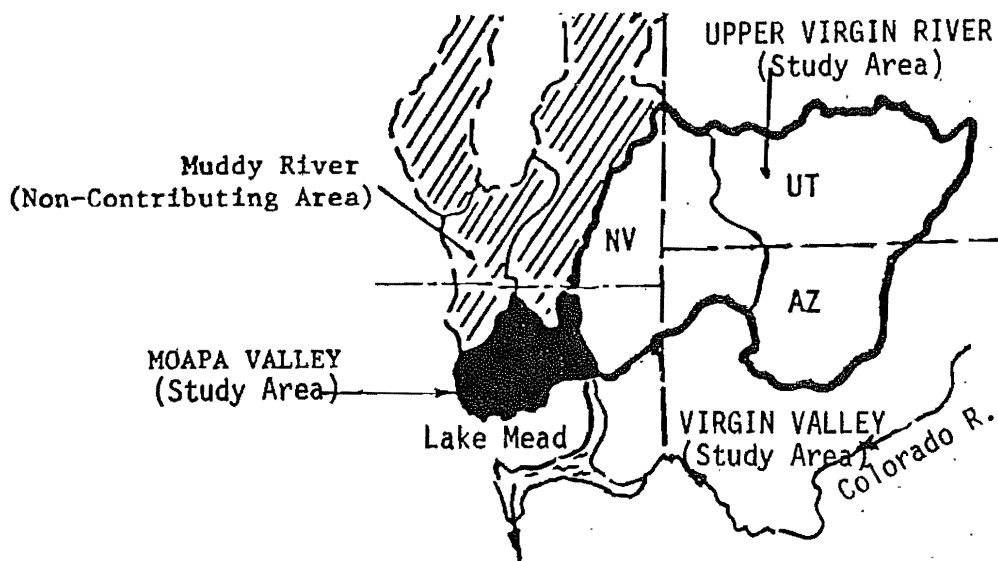 UPPER VIRGIN RIVER
(Study Area)
Muddy River
(Non-Contributing Area)
UT
NV
AZ
MOAPA VALLEY
(Study Area)
Lake Mead
VIRGIN VALLEY
(Study Area)
Colorado R.